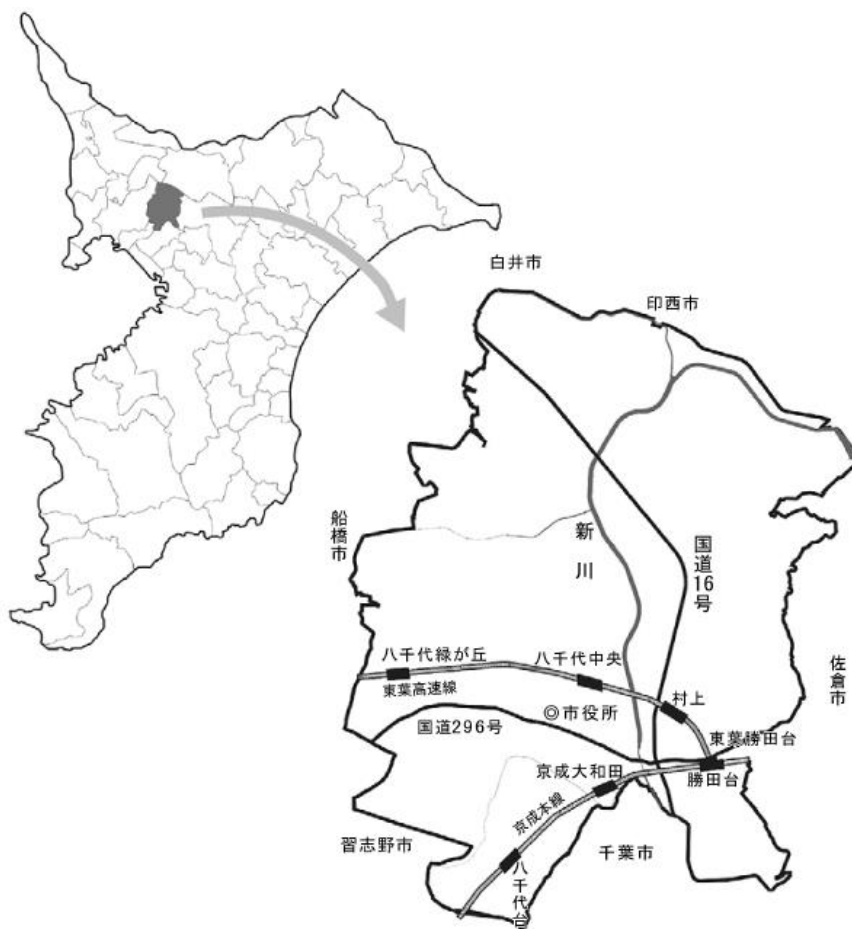 白井市
印西市
船橋市
新川
国道16号
佐倉市
八千代緑が丘
八千代中央
東葉高速線
村上
◎市役所
国道296号
東葉勝田台
京成大和田
勝田台
京成本線
習志野市
千葉市
八千代台